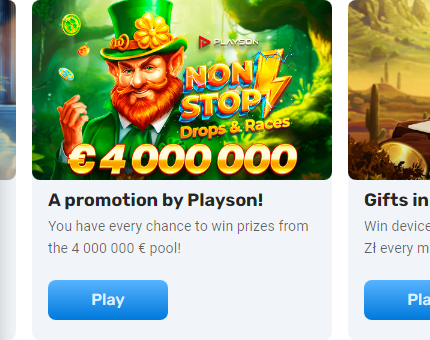 PLAYSON
NON
STOP
Drops & Races
€ 4 000 000
A promotion by Playson!
You have every chance to win prizes from
the 4 000 000 € pool!
Play
Gifts in
Win device
Zł every m
Pla